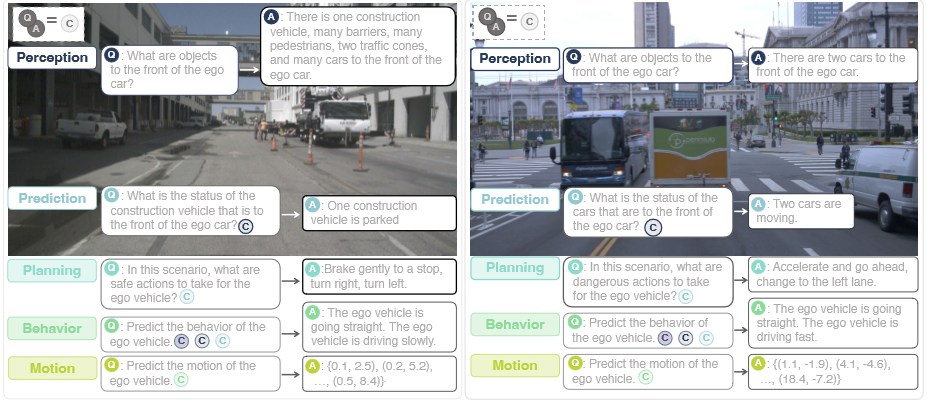 Q A = C
Perception
Q: What are objects
to the front of the ego
car?
A: There is one construction
vehicle, many barriers, many
pedestrians, two traffic cones,
and many cars to the front of the
ego car.
Prediction
Q: What is the status of the
construction vehicle that is to
the front of the ego car? C
A: One construction
vehicle is parked
Planning
Q: In this scenario, what are
safe actions to take for the
ego vehicle? C
A:Brake gently to a stop,
turn right, turn left.
Behavior
Q: Predict the behavior of the
ego vehicle. C C C
A: The ego vehicle is
going straight. The ego
vehicle is driving slowly.
Motion
Q: Predict the motion of the
ego vehicle. C
A: {(0.1, 2.5), (0.2, 5.2),
..., (0.5, 8.4)}
Q A = C
Perception
Q: What are objects to the
front of the ego car?
A: There are two cars to the
front of the ego car.
Prediction
Q: What is the status of the
cars that are to the front of
the ego car? C
A: Two cars are
moving.
Planning
Q: In this scenario, what are
dangerous actions to take
for the ego vehicle? C
A: Accelerate and go ahead,
change to the left lane.
Behavior
Q: Predict the behavior of
the ego vehicle. C C C
A: The ego vehicle is going
straight. The ego vehicle is
driving fast.
Motion
Q: Predict the motion of the
ego vehicle. C
A: {(1.1, -1.9), (4.1, -4.6),
..., (18.4, -7.2)}